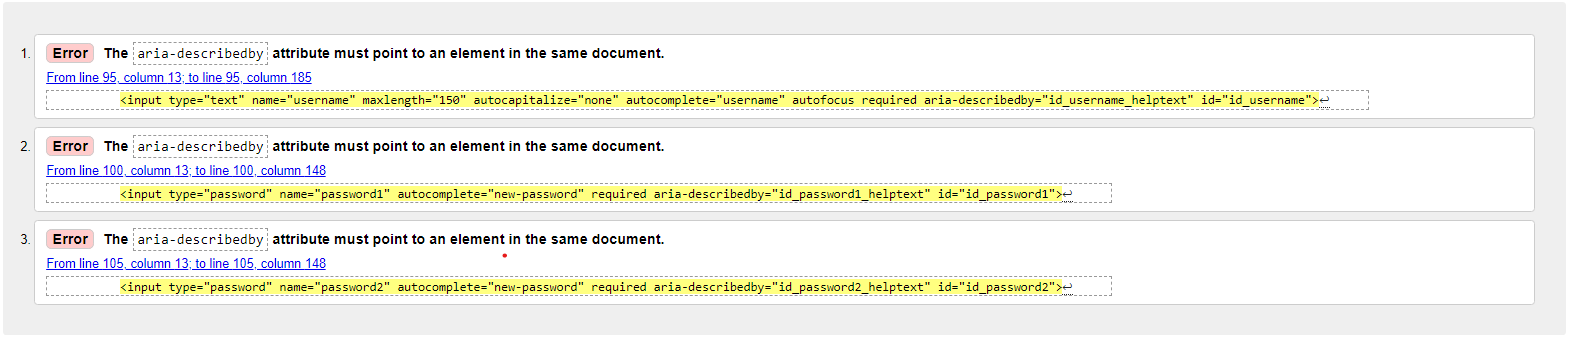 1. Error The aria-describedby attribute must point to an element in the same document.
From line 95, column 13; to line 95, column 185
<input type="text" name="username" maxlength="150" autocapitalize="none" autocomplete="username" autofocus required aria-describedby="id_username_helptext" id="id_username">↩
2. Error The aria-describedby attribute must point to an element in the same document.
From line 100, column 13; to line 100, column 148
<input type="password" name="password1" autocomplete="new-password" required aria-describedby="id_password1_helptext" id="id_password1">↩
3. Error The aria-describedby attribute must point to an element in the same document.
From line 105, column 13; to line 105, column 148
<input type="password" name="password2" autocomplete="new-password" required aria-describedby="id_password2_helptext" id="id_password2">↩